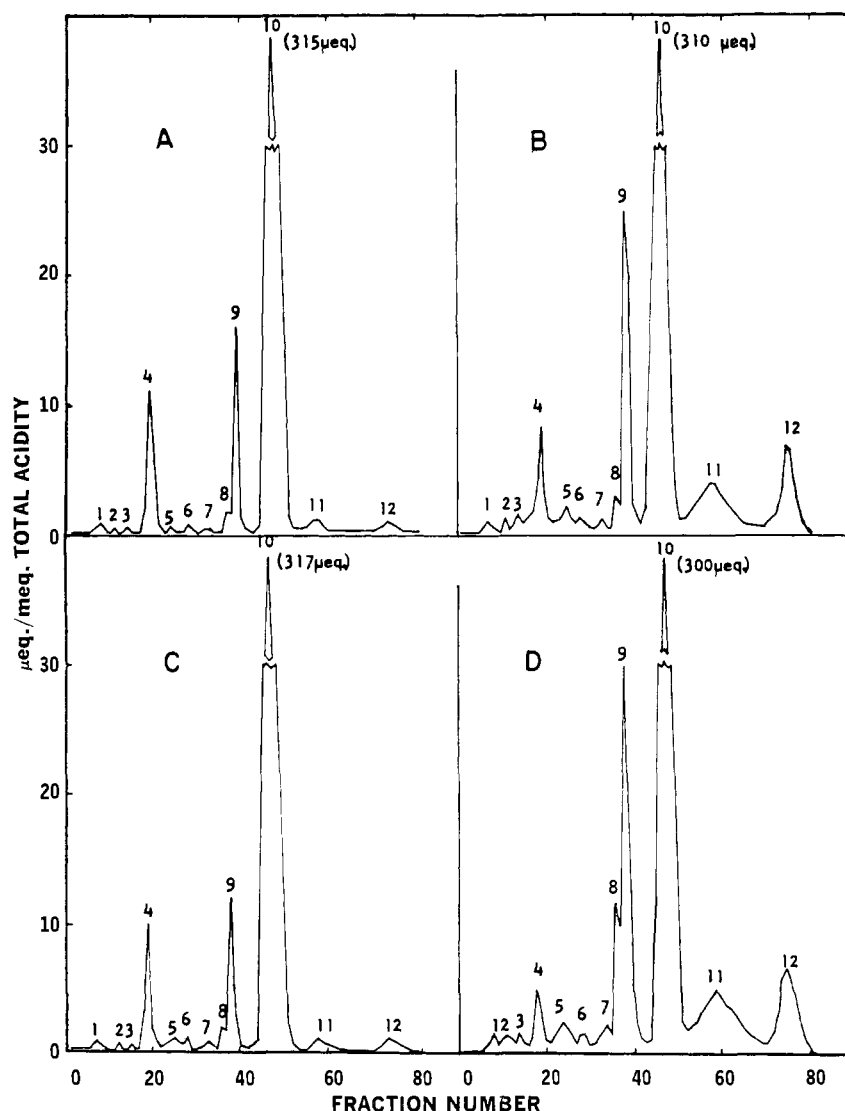 10
(315μeq.)
10
(310 μeq.)
A
B
30
20
10
0
1 2 3 4 5 6 7 8 9 11 12
1 2 3 4 5 6 7 8 9 11 12
μeq./meq. TOTAL ACIDITY
10
(317μeq.)
10
(300μeq.)
C
D
30
20
10
0
1 2 3 4 5 6 7 8 9 11 12
1 2 3 4 5 6 7 8 9 11 12
0 20 40 60 80 0 20 40 60 80
FRACTION NUMBER